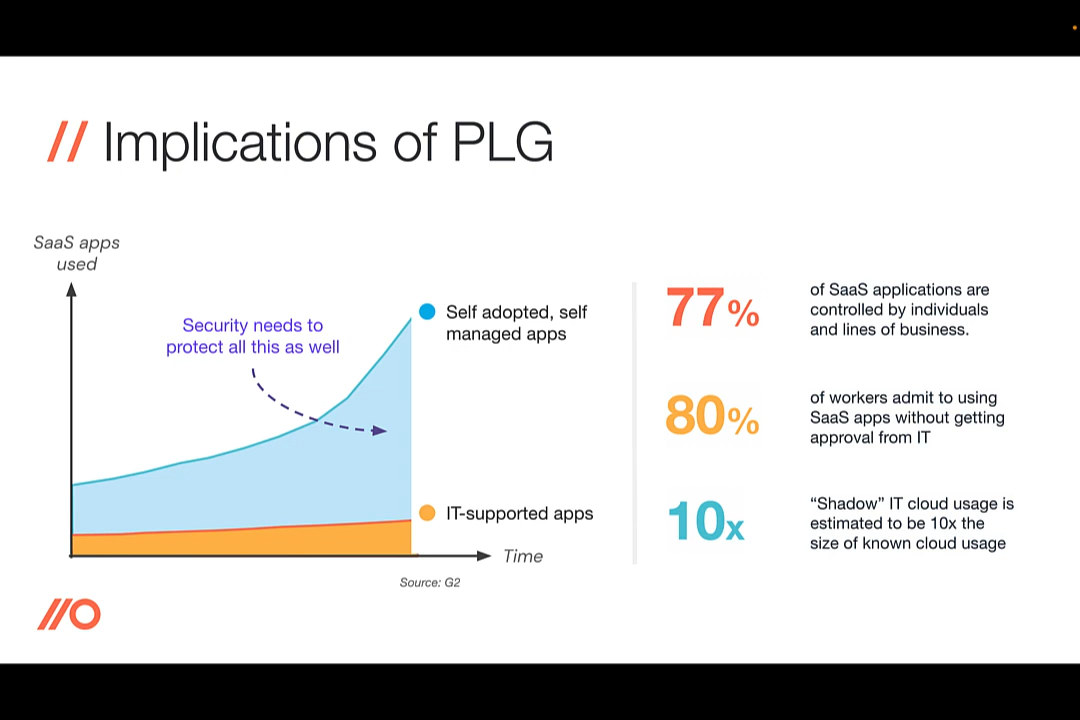 // Implications of PLG
SaaS apps
used
Security needs to
protect all this as well
Self adopted, self
managed apps
IT-supported apps
Time
Source: G2
77%
of SaaS applications are
controlled by individuals
and lines of business.
80%
of workers admit to using
SaaS apps without getting
approval from IT
10x
“Shadow” IT cloud usage is
estimated to be 10x the
size of known cloud usage